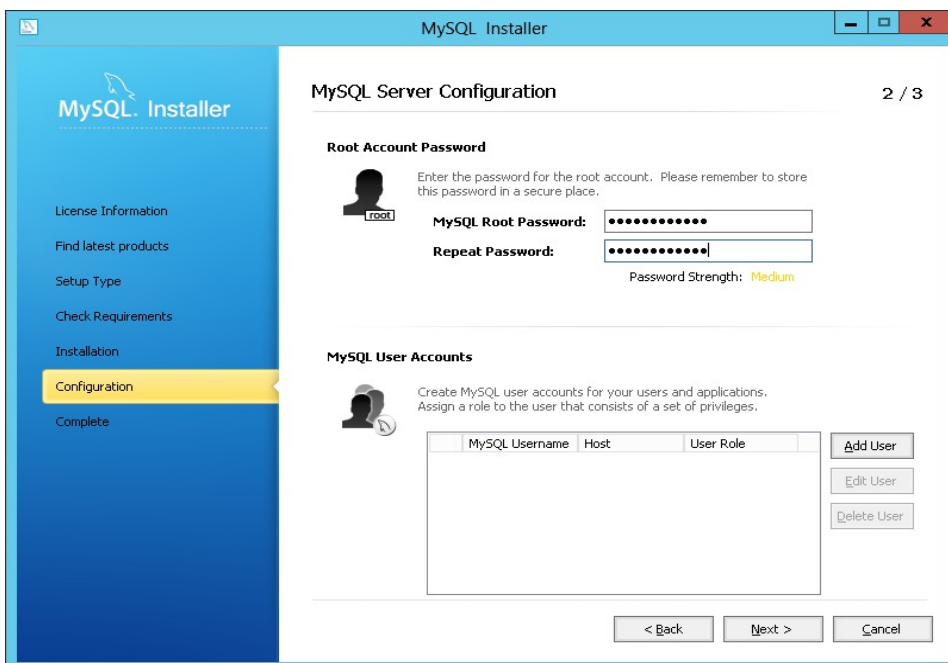 MySQL Installer
MySQL. Installer
License Information
Find latest products
Setup Type
Check Requirements
Installation
Configuration
Complete
MySQL Server Configuration
2 / 3
Root Account Password
Enter the password for the root account. Please remember to store
this password in a secure place.
root
MySQL Root Password: ●●●●●●●●●●●●
Repeat Password: ●●●●●●●●●●●●
Password Strength: Medium
MySQL User Accounts
Create MySQL user accounts for your users and applications.
Assign a role to the user that consists of a set of privileges.
MySQL Username Host User Role
Add User
Edit User
Delete User
< Back Next > Cancel